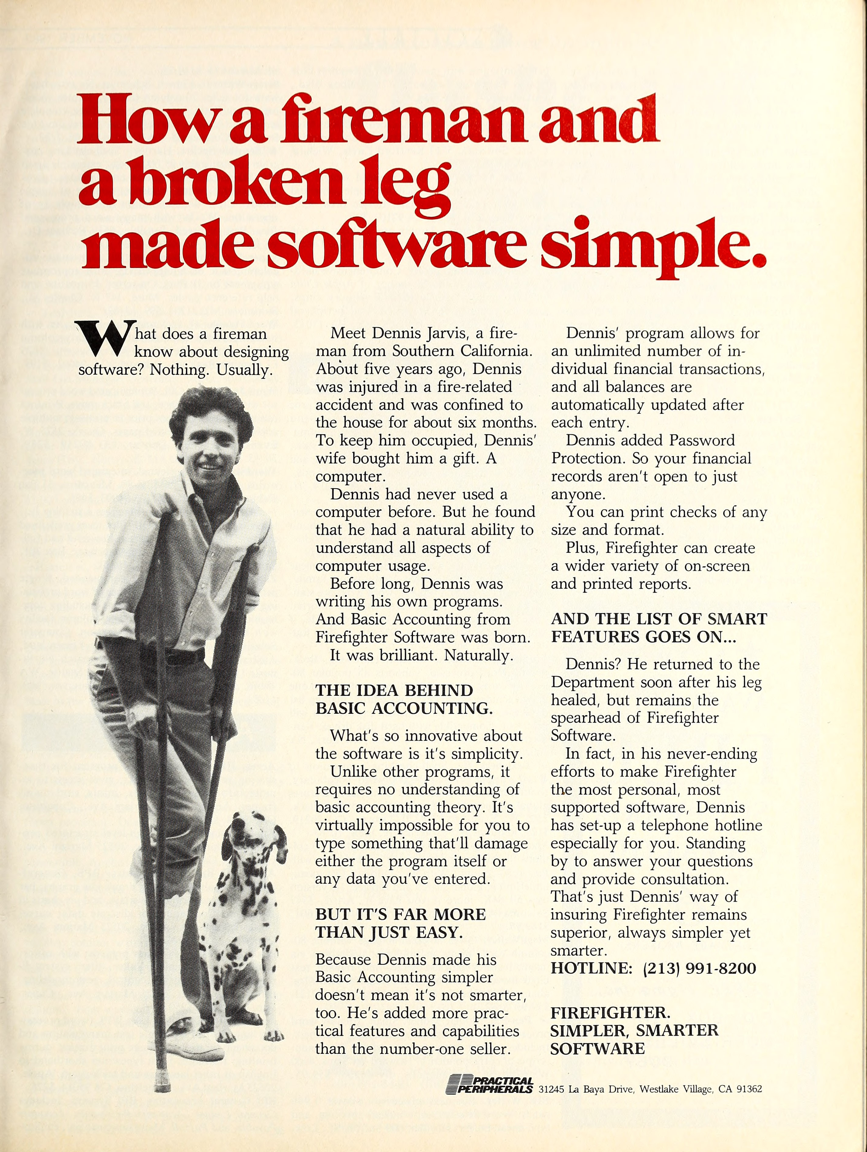 How a fireman and
a broken leg
made software simple.
What does a fireman
know about designing
software? Nothing. Usually.
Meet Dennis Jarvis, a fire-
man from Southern California.
About five years ago, Dennis
was injured in a fire-related
accident and was confined to
the house for about six months.
To keep him occupied, Dennis'
wife bought him a gift. A
computer.
Dennis had never used a
computer before. But he found
that he had a natural ability to
understand all aspects of
computer usage.
Before long, Dennis was
writing his own programs.
And Basic Accounting from
Firefighter Software was born.
It was brilliant. Naturally.
THE IDEA BEHIND
BASIC ACCOUNTING.
What's so innovative about
the software is it's simplicity.
Unlike other programs, it
requires no understanding of
basic accounting theory. It's
virtually impossible for you to
type something that'll damage
either the program itself or
any data you've entered.
BUT IT'S FAR MORE
THAN JUST EASY.
Because Dennis made his
Basic Accounting simpler
doesn't mean it's not smarter,
too. He's added more prac-
tical features and capabilities
than the number-one seller.
Dennis' program allows for
an unlimited number of in-
dividual financial transactions,
and all balances are
automatically updated after
each entry.
Dennis added Password
Protection. So your financial
records aren't open to just
anyone.
You can print checks of any
size and format.
Plus, Firefighter can create
a wider variety of on-screen
and printed reports.
AND THE LIST OF SMART
FEATURES GOES ON...
Dennis? He returned to the
Department soon after his leg
healed, but remains the
spearhead of Firefighter
Software.
In fact, in his never-ending
efforts to make Firefighter
the most personal, most
supported software, Dennis
has set-up a telephone hotline
especially for you. Standing
by to answer your questions
and provide consultation.
That's just Dennis' way of
insuring Firefighter remains
superior, always simpler yet
smarter.
HOTLINE: (213) 991-8200
FIREFIGHTER.
SIMPLER, SMARTER
SOFTWARE
PRACTICAL
PERIPHERALS 31245 La Baya Drive, Westlake Village, CA 91362